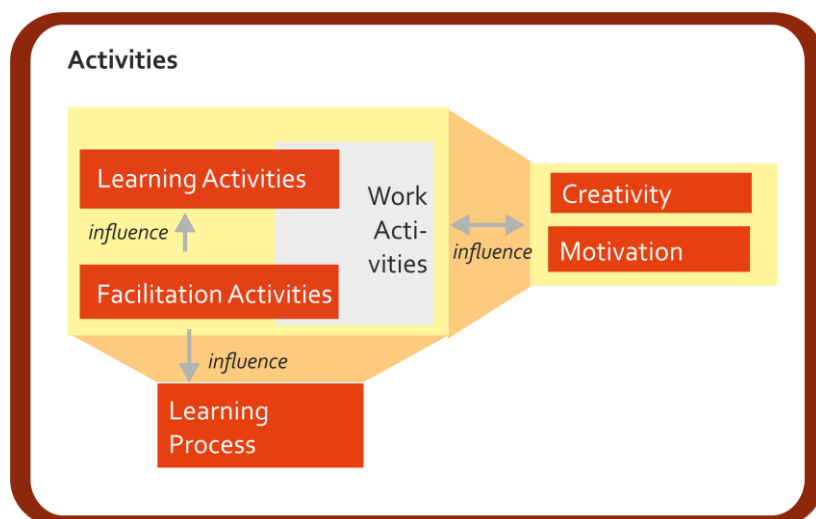 Activities
Learning Activities
influence
Facilitation Activities
Work
Acti-
vities
influence
Creativity
Motivation
influence
Learning
Process